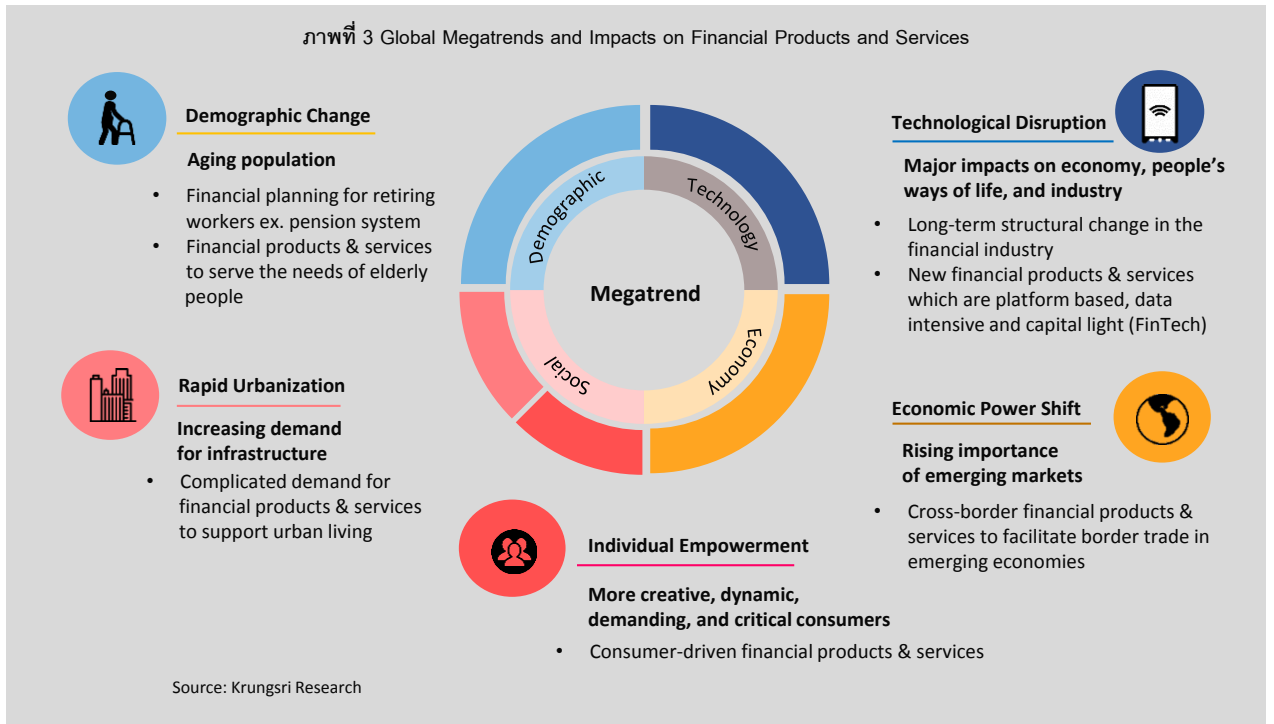 ภาพที่ 3 Global Megatrends and Impacts on Financial Products and Services
Demographic Change
Aging population
• Financial planning for retiring
workers ex. pension system
• Financial products & services
to serve the needs of elderly
people
Rapid Urbanization
Increasing demand
for infrastructure
• Complicated demand for
financial products & services
to support urban living
Demographic
Technology
Megatrend
Social
Economy
Technological Disruption
Major impacts on economy, people's
ways of life, and industry
• Long-term structural change in the
financial industry
• New financial products & services
which are platform based, data
intensive and capital light (FinTech)
Economic Power Shift
Rising importance
of emerging markets
• Cross-border financial products &
services to facilitate border trade in
emerging economies
Individual Empowerment
More creative, dynamic,
demanding, and critical consumers
• Consumer-driven financial products & services
Source: Krungsri Research